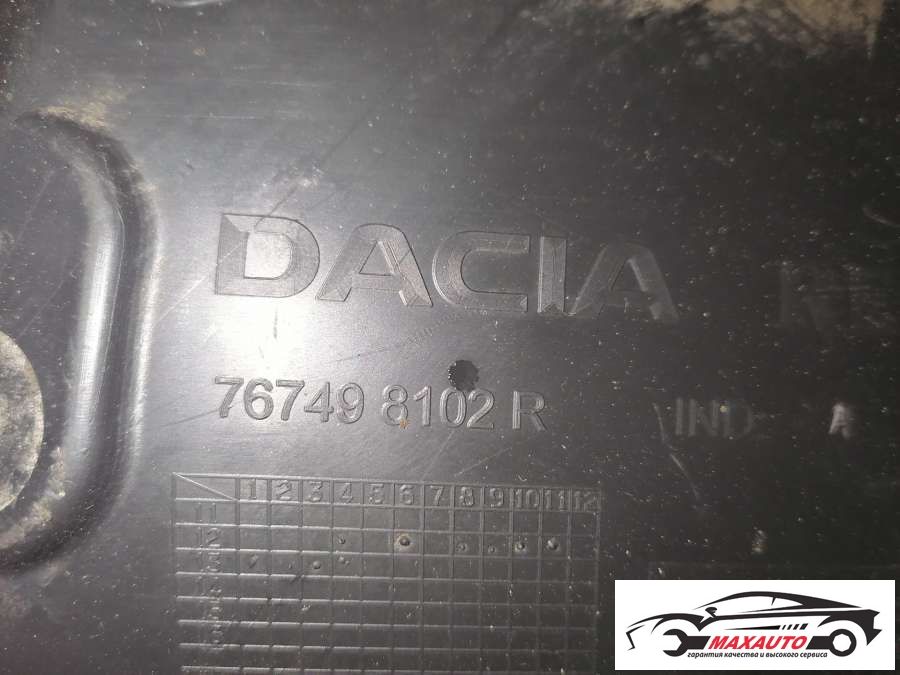 DACIA
76749 8102 R
IND: A
1 2 3 4 5 6 7 8 9 10 11 12
11
12
13
MAXAUTO
гарантия качества и высокого сервиса